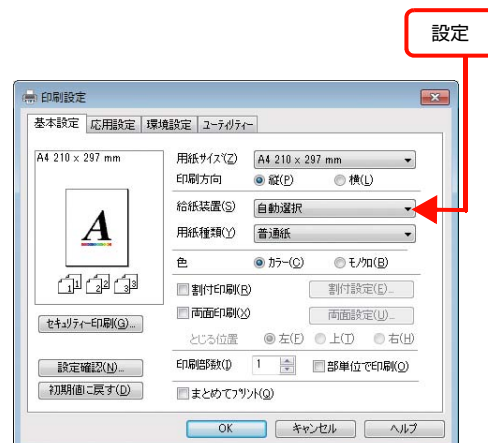 設定
印刷設定
基本設定 応用設定 環境設定 ユーティリティー
A4 210 x 297 mm
用紙サイズ(Z) A4 210 x 297 mm
印刷方向 縦(P) 横(L)
給紙装置(S) 自動選択
用紙種類(Y) 普通紙
A
色 カラー(C) モノクロ(B)
1 1 2 2 3 3
割付印刷(R) 割付設定(E)...
両面印刷(X) 両面設定(U)...
セキュリティー印刷(G)...
とじる位置 左(F) 上(T) 右(H)
設定確認(N)...
印刷部数(I) 1 部単位で印刷(O)
初期値に戻す(D)
まとめてプリント(Q)
OK キャンセル ヘルプ